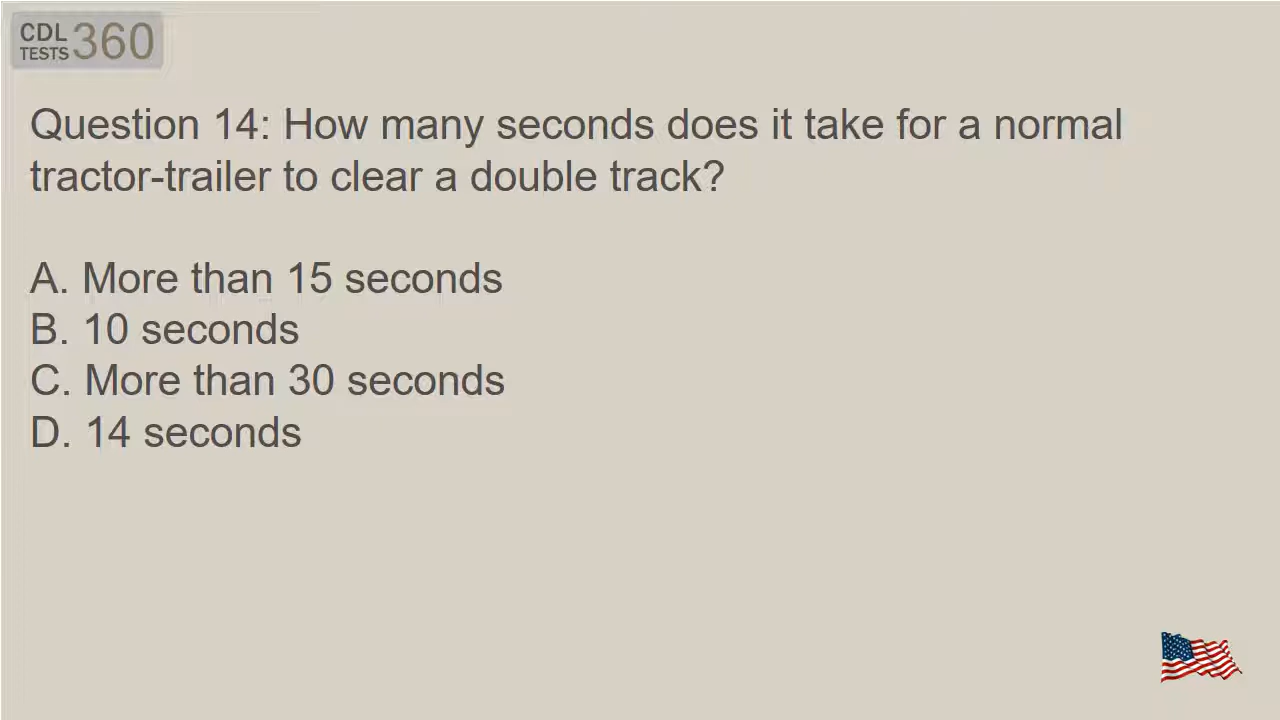 CDL
TESTS 360
Question 14: How many seconds does it take for a normal
tractor-trailer to clear a double track?
A. More than 15 seconds
B. 10 seconds
C. More than 30 seconds
D. 14 seconds